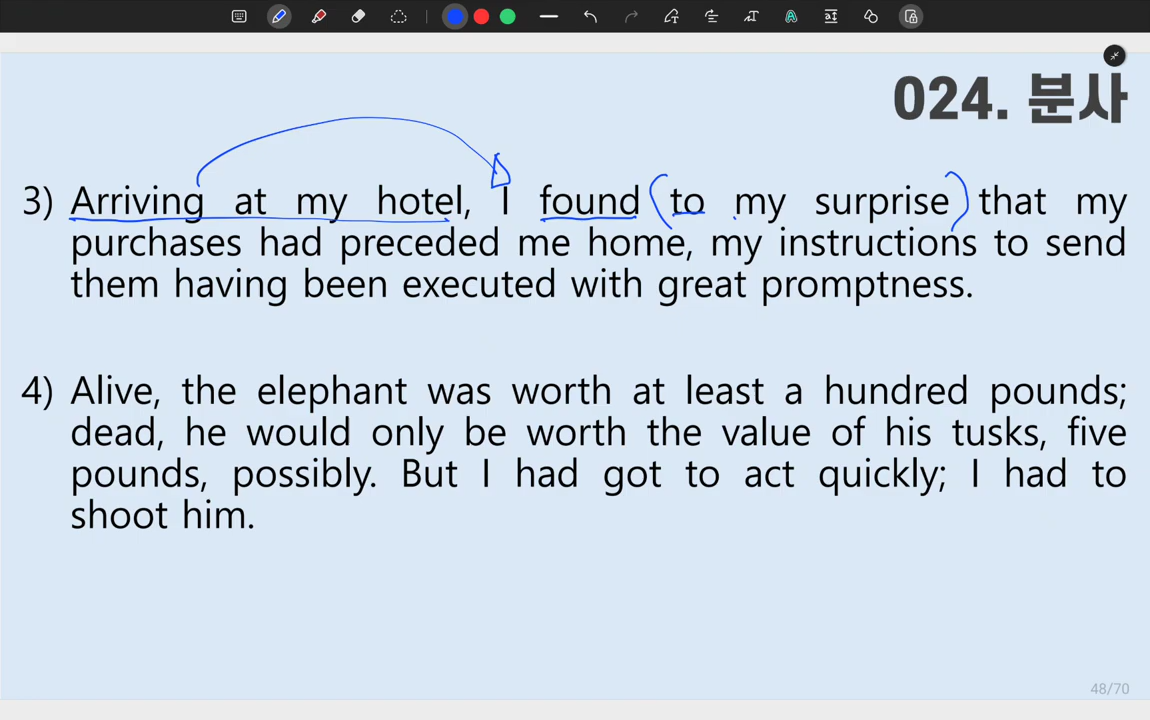 024. 분사
3) Arriving at my hotel, I found (to my surprise) that my
purchases had preceded me home, my instructions to send
them having been executed with great promptness.
4) Alive, the elephant was worth at least a hundred pounds;
dead, he would only be worth the value of his tusks, five
pounds, possibly. But I had got to act quickly; I had to
shoot him.
48/70